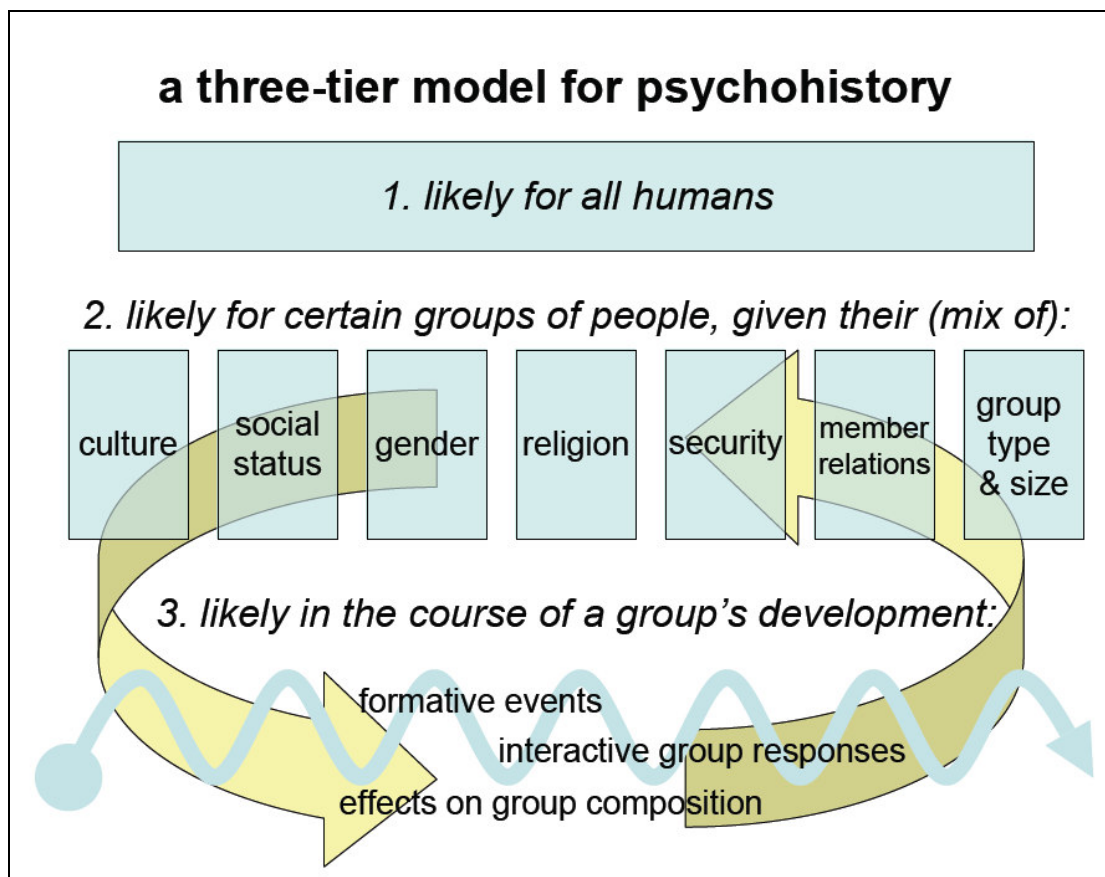 a three-tier model for psychohistory
1. likely for all humans
2. likely for certain groups of people, given their (mix of):
culture
social
status
gender
religion
security
member
relations
group
type
& size
3. likely in the course of a group’s development:
formative events
interactive group responses
effects on group composition